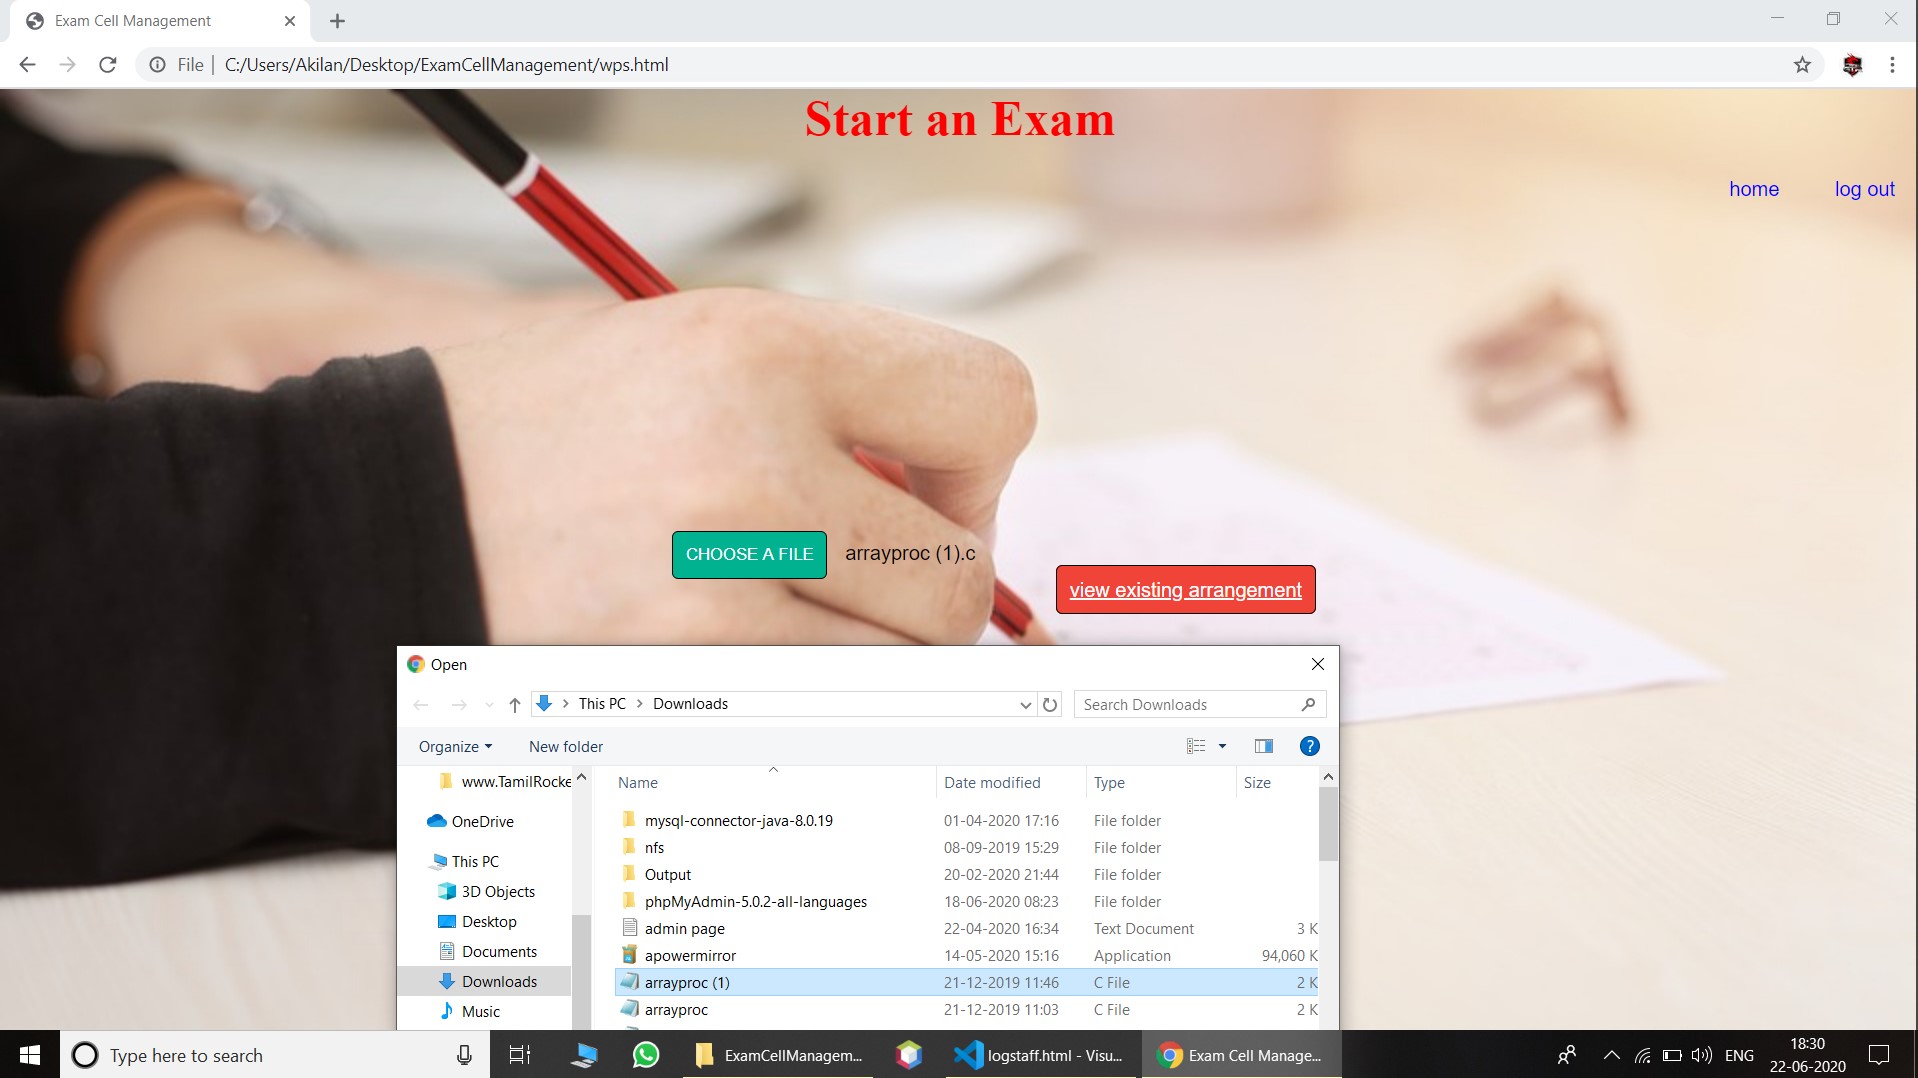 Exam Cell Management
File | C:/Users/Akilan/Desktop/ExamCellManagement/wps.html
Start an Exam
home log out
CHOOSE A FILE arrayproc (1).c
view existing arrangement
Open
This PC > Downloads Search Downloads
Organize New folder
www.TamilRocke
OneDrive
This PC
3D Objects
Desktop
Documents
Downloads
Music
Name Date modified Type Size
mysql-connector-java-8.0.19 01-04-2020 17:16 File folder
nfs 08-09-2019 15:29 File folder
Output 20-02-2020 21:44 File folder
phpMyAdmin-5.0.2-all-languages 18-06-2020 08:23 File folder
admin page 22-04-2020 16:34 Text Document 3 K
apowermirror 14-05-2020 15:16 Application 94,060 K
arrayproc (1) 21-12-2019 11:46 C File 2 K
arrayproc 21-12-2019 11:03 C File 2 K
Type here to search ExamCellManagem... logstaff.html - Visu... Exam Cell Manage... ENG 18:30
22-06-2020